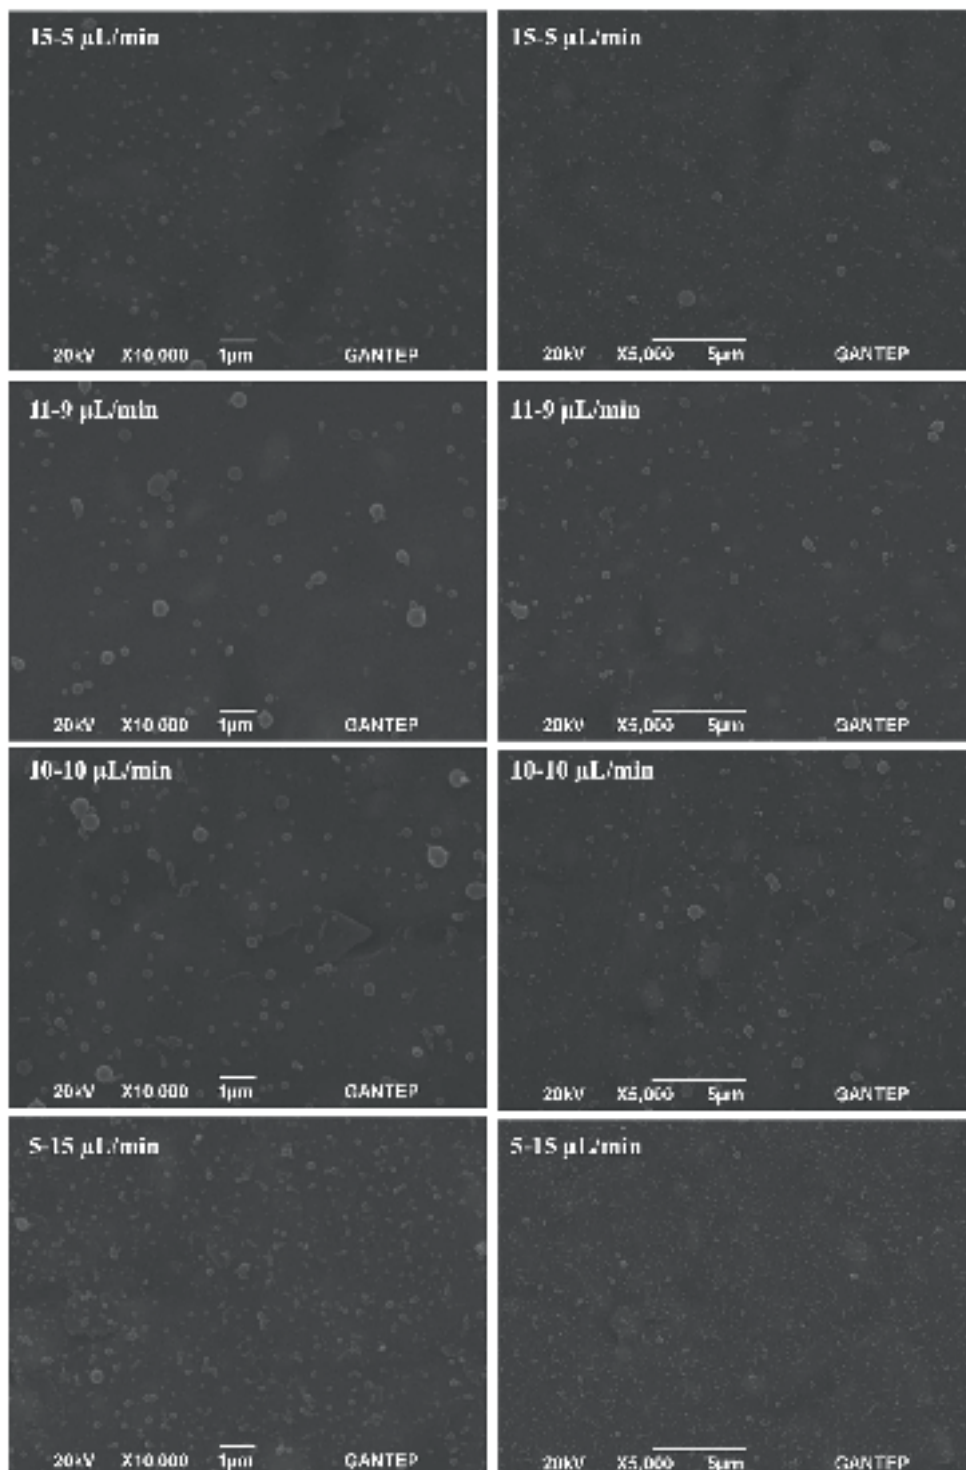 15-5 µL/min
15-5 µL/min
20kV X10,000 1µm GANTEP
20kV X5,000 5µm GANTEP
11-9 µL/min
11-9 µL/min
20kV X10,000 1µm GANTEP
20kV X5,000 5µm GANTEP
10-10 µL/min
10-10 µL/min
20kV X10,000 1µm GANTEP
20kV X5,000 5µm GANTEP
5-15 µL/min
5-15 µL/min
20kV X10,000 1µm GANTEP
20kV X5,000 5µm GANTEP